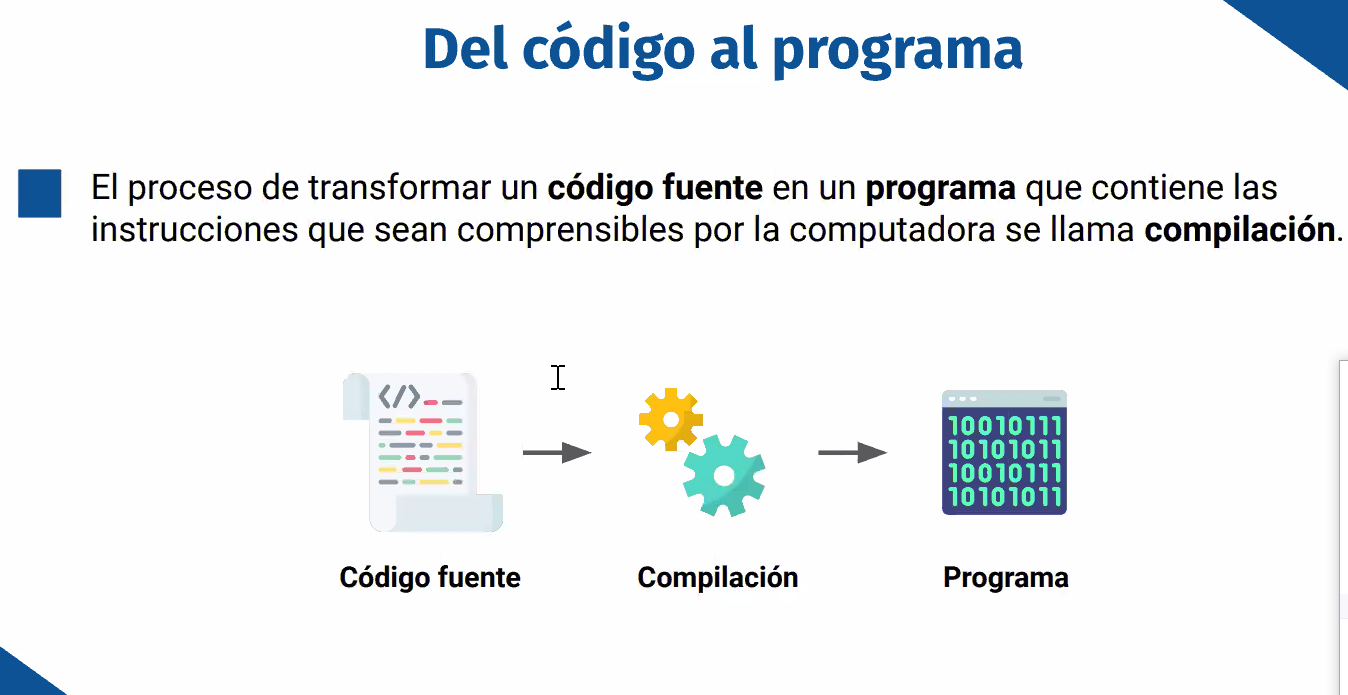 Del código al programa
El proceso de transformar un código fuente en un programa que contiene las
instrucciones que sean comprensibles por la computadora se llama compilación.
</>
10010111
10101011
10010111
10101011
Código fuente
Compilación
Programa